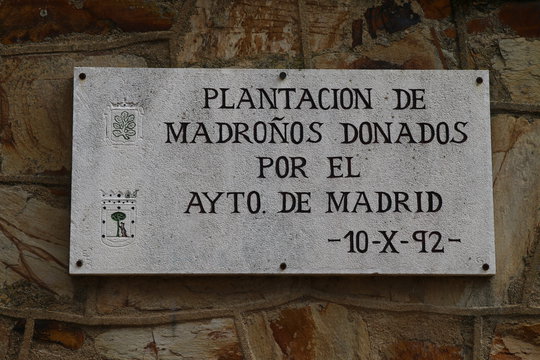 PLANTACION DE
MADROÑOS DONADOS
POR EL
AYTO. DE MADRID
-10-X-92-